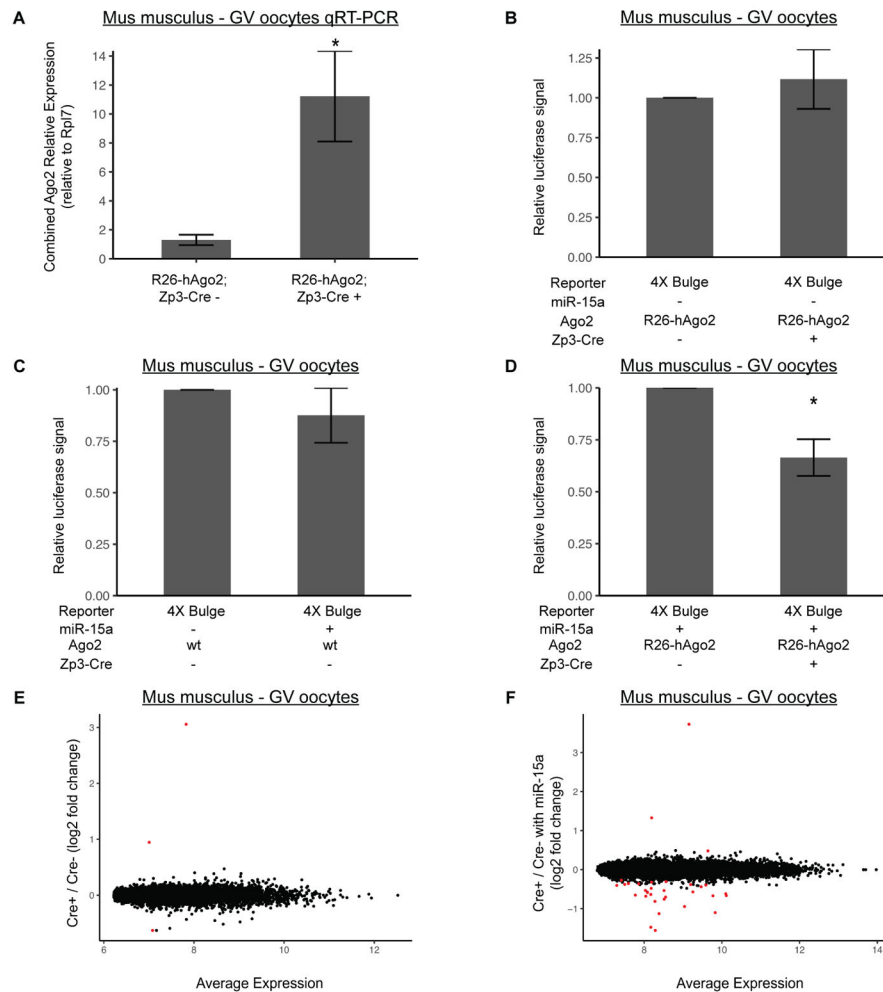 A
Mus musculus - GV oocytes qRT-PCR
Combined Ago2 Relative Expression
(relative to Rpl7)
14
12
10
8
6
4
2
0
*
R26-hAgo2;
Zp3-Cre -
R26-hAgo2;
Zp3-Cre +
B
Mus musculus - GV oocytes
Relative luciferase signal
1.25
1.00
0.75
0.50
0.25
0.00
Reporter 4X Bulge 4X Bulge
miR-15a - -
Ago2 R26-hAgo2 R26-hAgo2
Zp3-Cre - +
C
Mus musculus - GV oocytes
Relative luciferase signal
1.00
0.75
0.50
0.25
0.00
Reporter 4X Bulge 4X Bulge
miR-15a - +
Ago2 wt wt
Zp3-Cre - -
D
Mus musculus - GV oocytes
Relative luciferase signal
1.00
0.75
0.50
0.25
0.00
*
Reporter 4X Bulge 4X Bulge
miR-15a + +
Ago2 R26-hAgo2 R26-hAgo2
Zp3-Cre - +
E
Mus musculus - GV oocytes
Cre+ / Cre- (log2 fold change)
3
2
1
0
6 8 10 12
Average Expression
F
Mus musculus - GV oocytes
Cre+ / Cre- with miR-15a
(log2 fold change)
3
2
1
0
-1
8 10 12 14
Average Expression